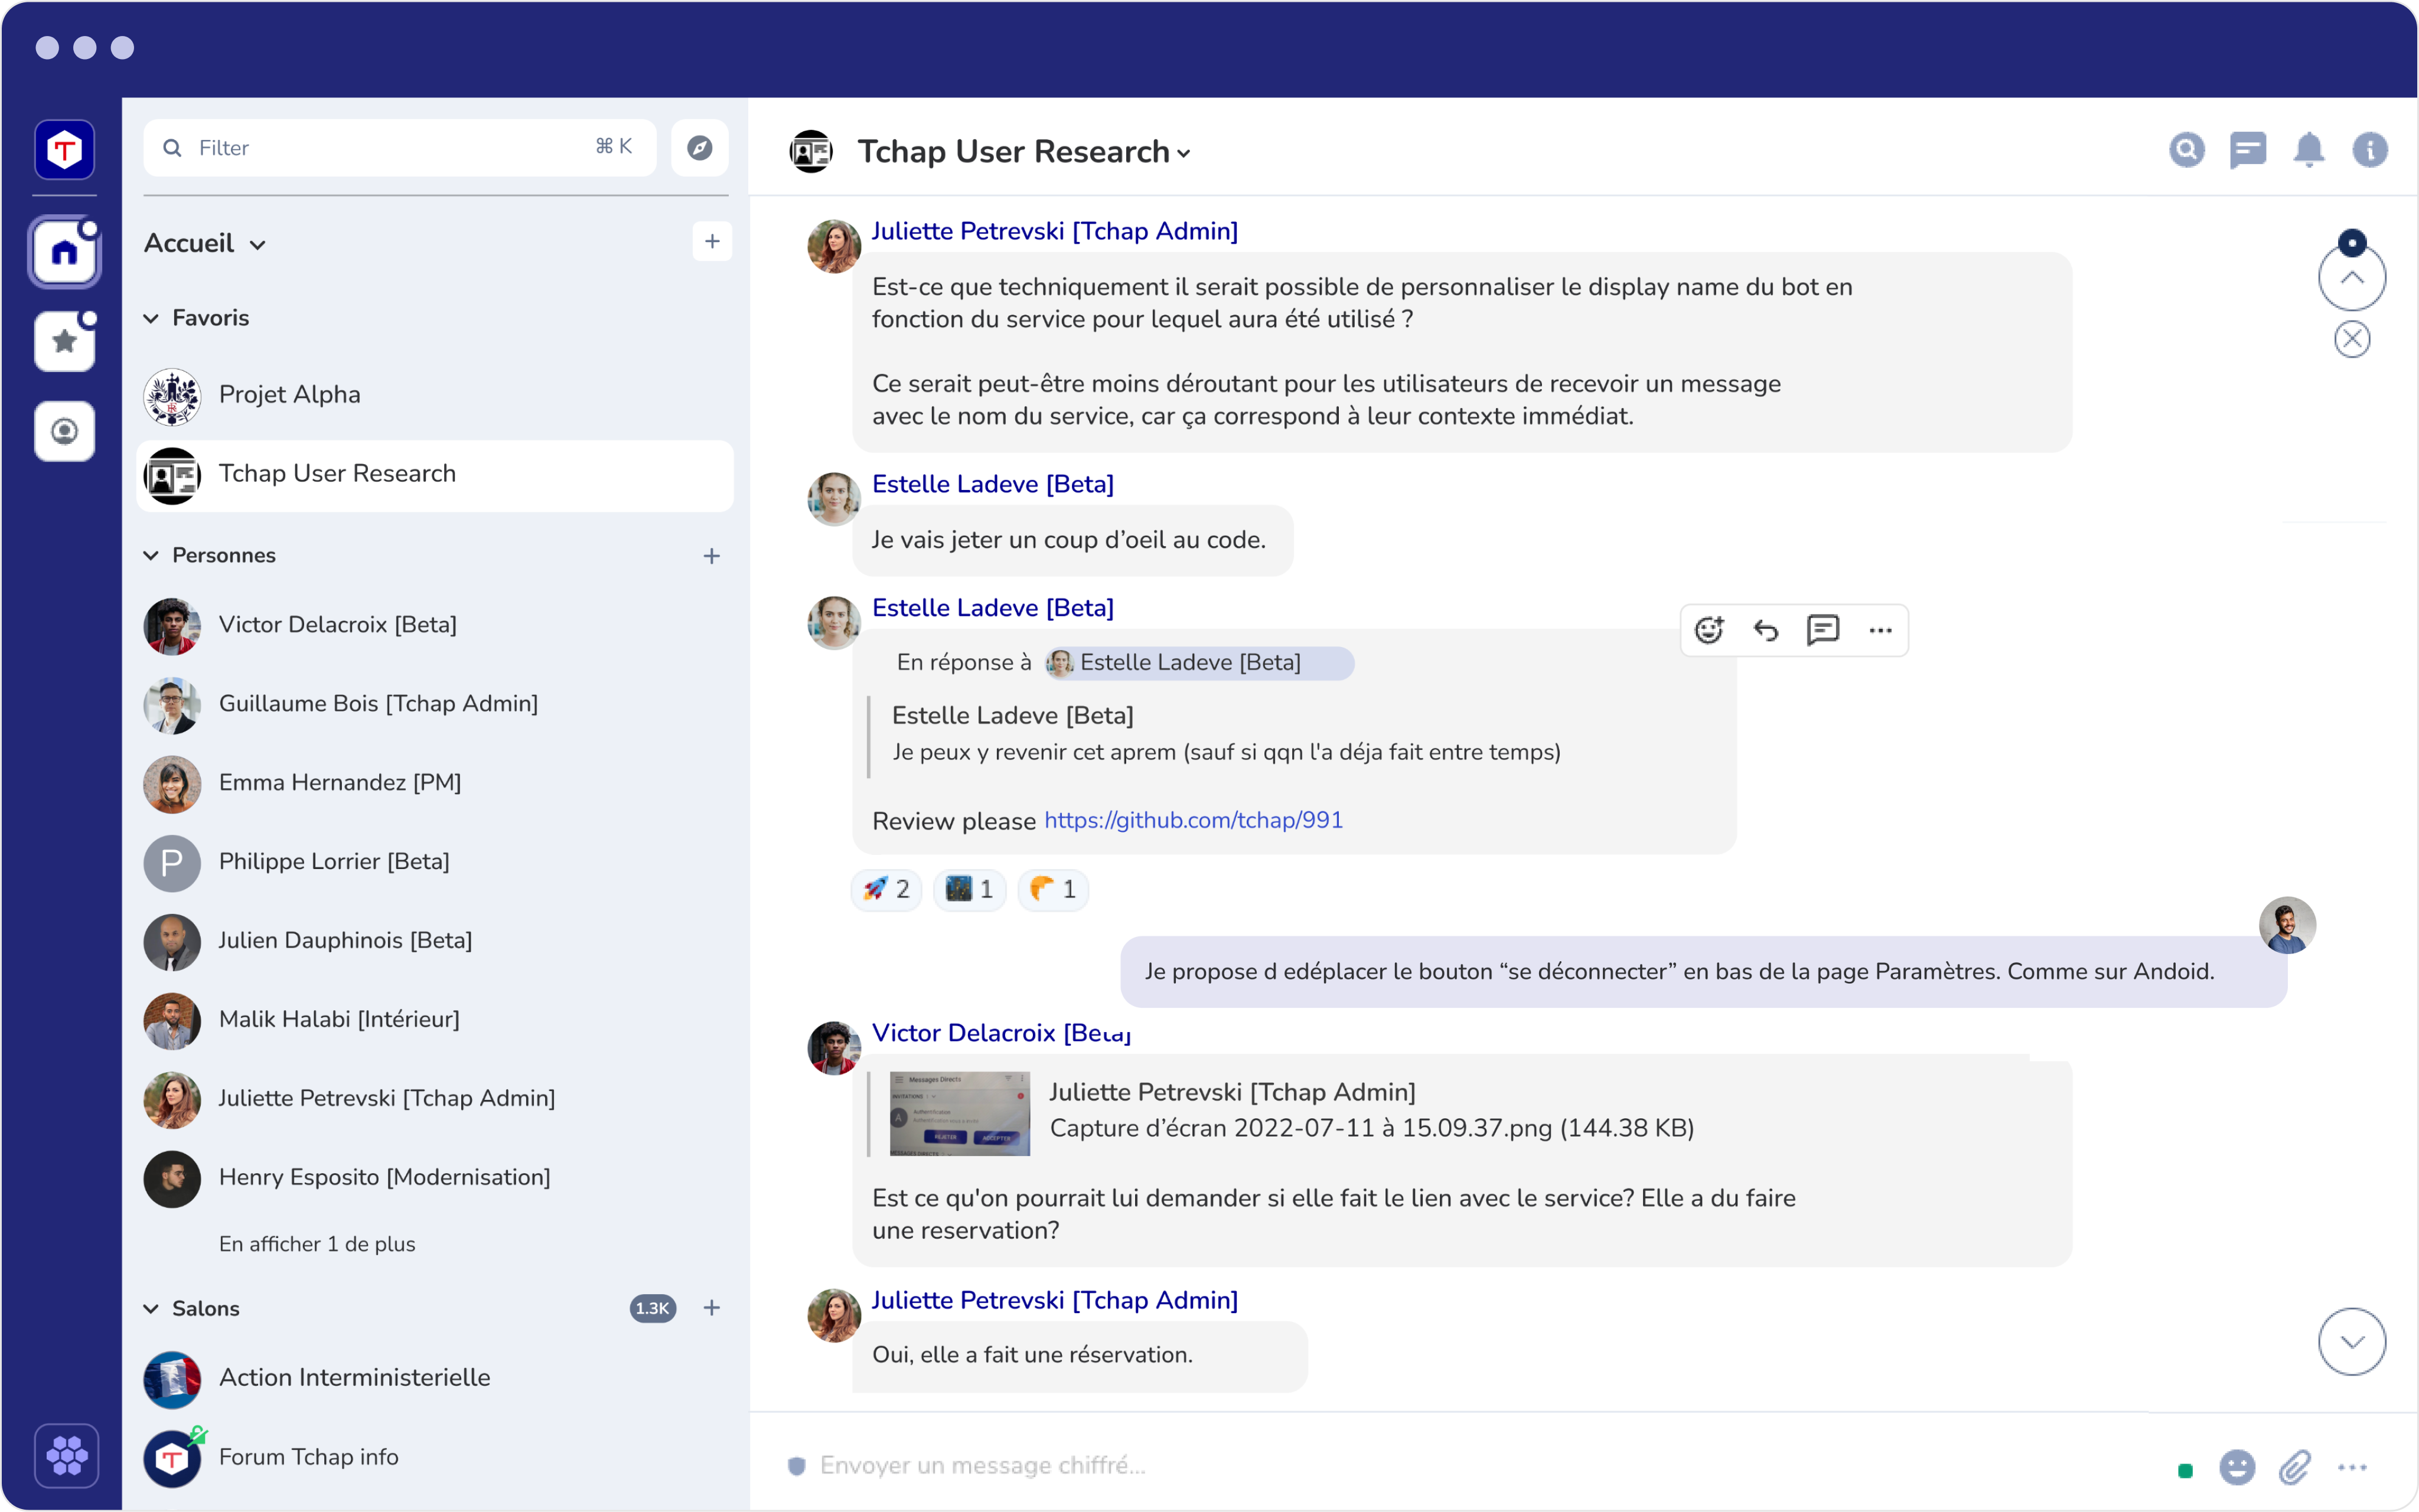 Filter
⌘ K
Accueil
Favoris
Projet Alpha
Tchap User Research
Personnes
Victor Delacroix [Beta]
Guillaume Bois [Tchap Admin]
Emma Hernandez [PM]
P
Philippe Lorrier [Beta]
Julien Dauphinois [Beta]
Malik Halabi [Intérieur]
Juliette Petrevski [Tchap Admin]
Henry Esposito [Modernisation]
En afficher 1 de plus
Salons
1.3K
Action Interministerielle
Forum Tchap info
Tchap User Research
Juliette Petrevski [Tchap Admin]
Est-ce que techniquement il serait possible de personnaliser le display name du bot en
fonction du service pour lequel aura été utilisé ?
Ce serait peut-être moins déroutant pour les utilisateurs de recevoir un message
avec le nom du service, car ça correspond à leur contexte immédiat.
Estelle Ladeve [Beta]
Je vais jeter un coup d’oeil au code.
Estelle Ladeve [Beta]
En réponse à Estelle Ladeve [Beta]
Estelle Ladeve [Beta]
Je peux y revenir cet aprem (sauf si qqn l'a déja fait entre temps)
Review please https://github.com/tchap/991
2
1
1
Je propose d edéplacer le bouton “se déconnecter” en bas de la page Paramètres. Comme sur Andoid.
Victor Delacroix [Beta]
Messages Directs
INVITATIONS
A
Authentification
REJETER
ACCEPTER
MESSAGES DIRECTS
Juliette Petrevski [Tchap Admin]
Capture d’écran 2022-07-11 à 15.09.37.png (144.38 KB)
Est ce qu'on pourrait lui demander si elle fait le lien avec le service? Elle a du faire
une reservation?
Juliette Petrevski [Tchap Admin]
Oui, elle a fait une réservation.
Envoyer un message chiffré...